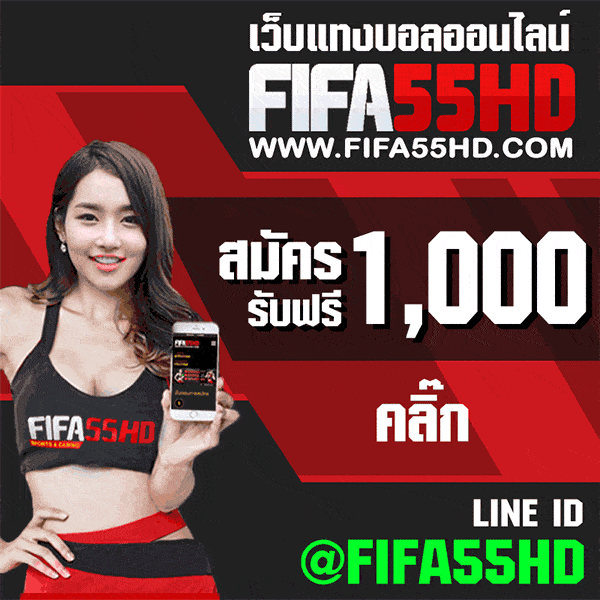 เว็บแทงบอลออนไลน์
FIFA55HD
WWW.FIFA55HD.COM
สมัคร
รับฟรี
1,000
คลิ๊ก
FIFA55HD
FIFA55HD
SPORTS & CASINO
LINE ID
@FIFA55HD